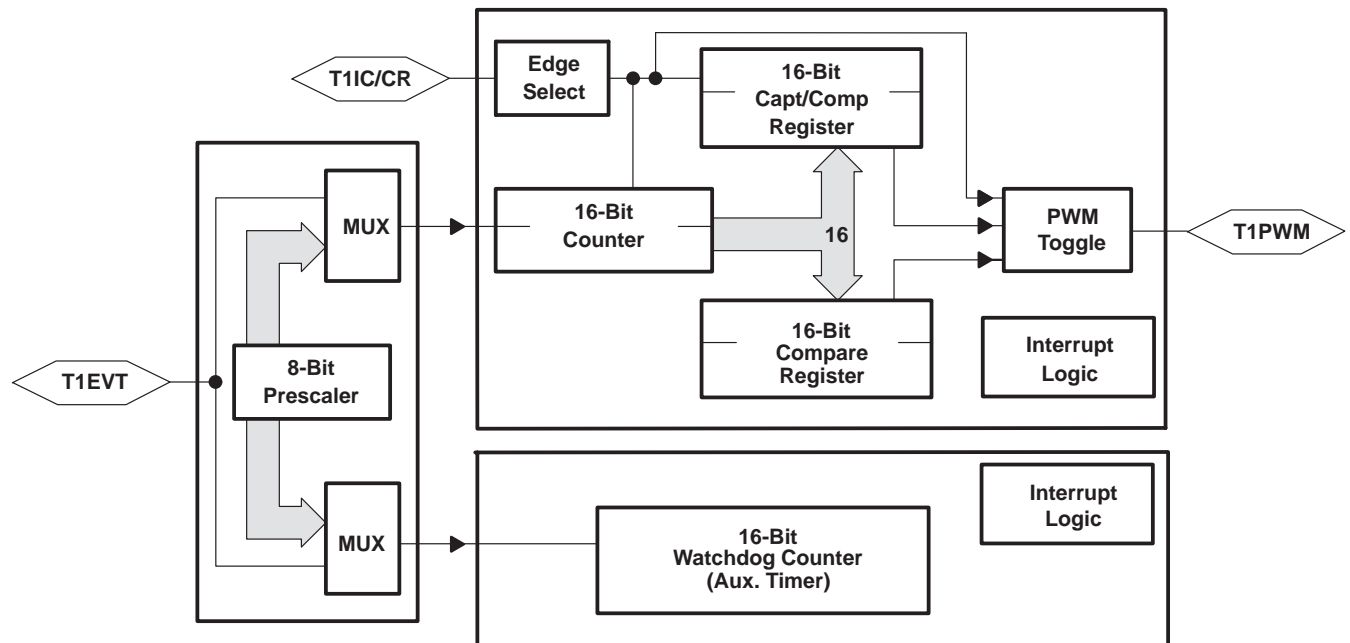 T1IC/CR
Edge
Select
16-Bit
Capt/Comp
Register
MUX
16-Bit
Counter
16
PWM
Toggle
T1PWM
T1EVT
8-Bit
Prescaler
16-Bit
Compare
Register
Interrupt
Logic
MUX
16-Bit
Watchdog Counter
(Aux. Timer)
Interrupt
Logic